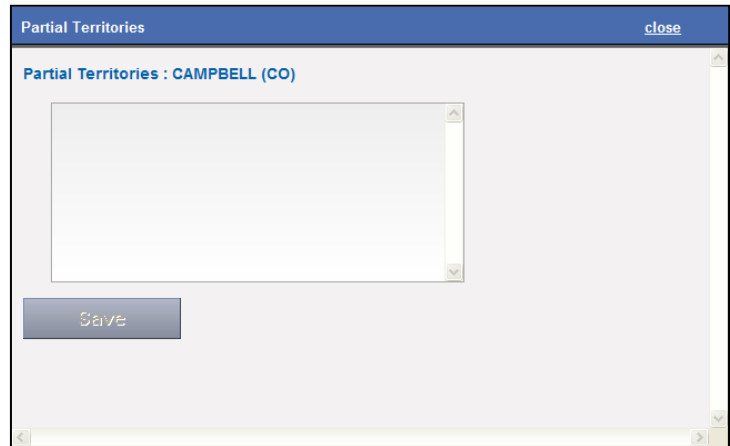 Partial Territories close
Partial Territories : CAMPBELL (CO)
Save